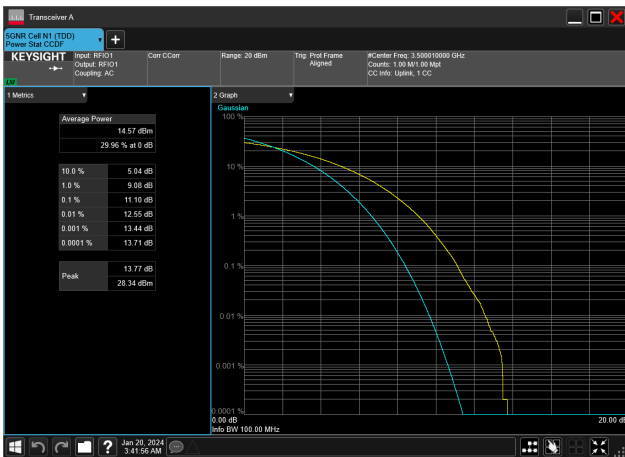 Transceiver A
5GNR Cell N1 (TDD)
Power Stat CCDF
KEYSIGHT
LXI
Input: RFIO1
Output: RFIO1
Coupling: AC
Corr CCorr
Range: 20 dBm
Trig: Prot Frame
Aligned
#Center Freq: 3.500010000 GHz
Counts: 1.00 M/1.00 Mpt
CC Info: Uplink, 1 CC
1 Metrics
Average Power
14.57 dBm
29.96 % at 0 dB
10.0 % 5.04 dB
1.0 % 9.08 dB
0.1 % 11.10 dB
0.01 % 12.55 dB
0.001 % 13.44 dB
0.0001 % 13.71 dB
Peak 13.77 dB
28.34 dBm
2 Graph
Gaussian
100 %
10 %
1 %
0.1 %
0.01 %
0.001 %
0.0001 %
0.00 dB 20.00 dB
Info BW 100.00 MHz
Jan 20, 2024
3:41:56 AM